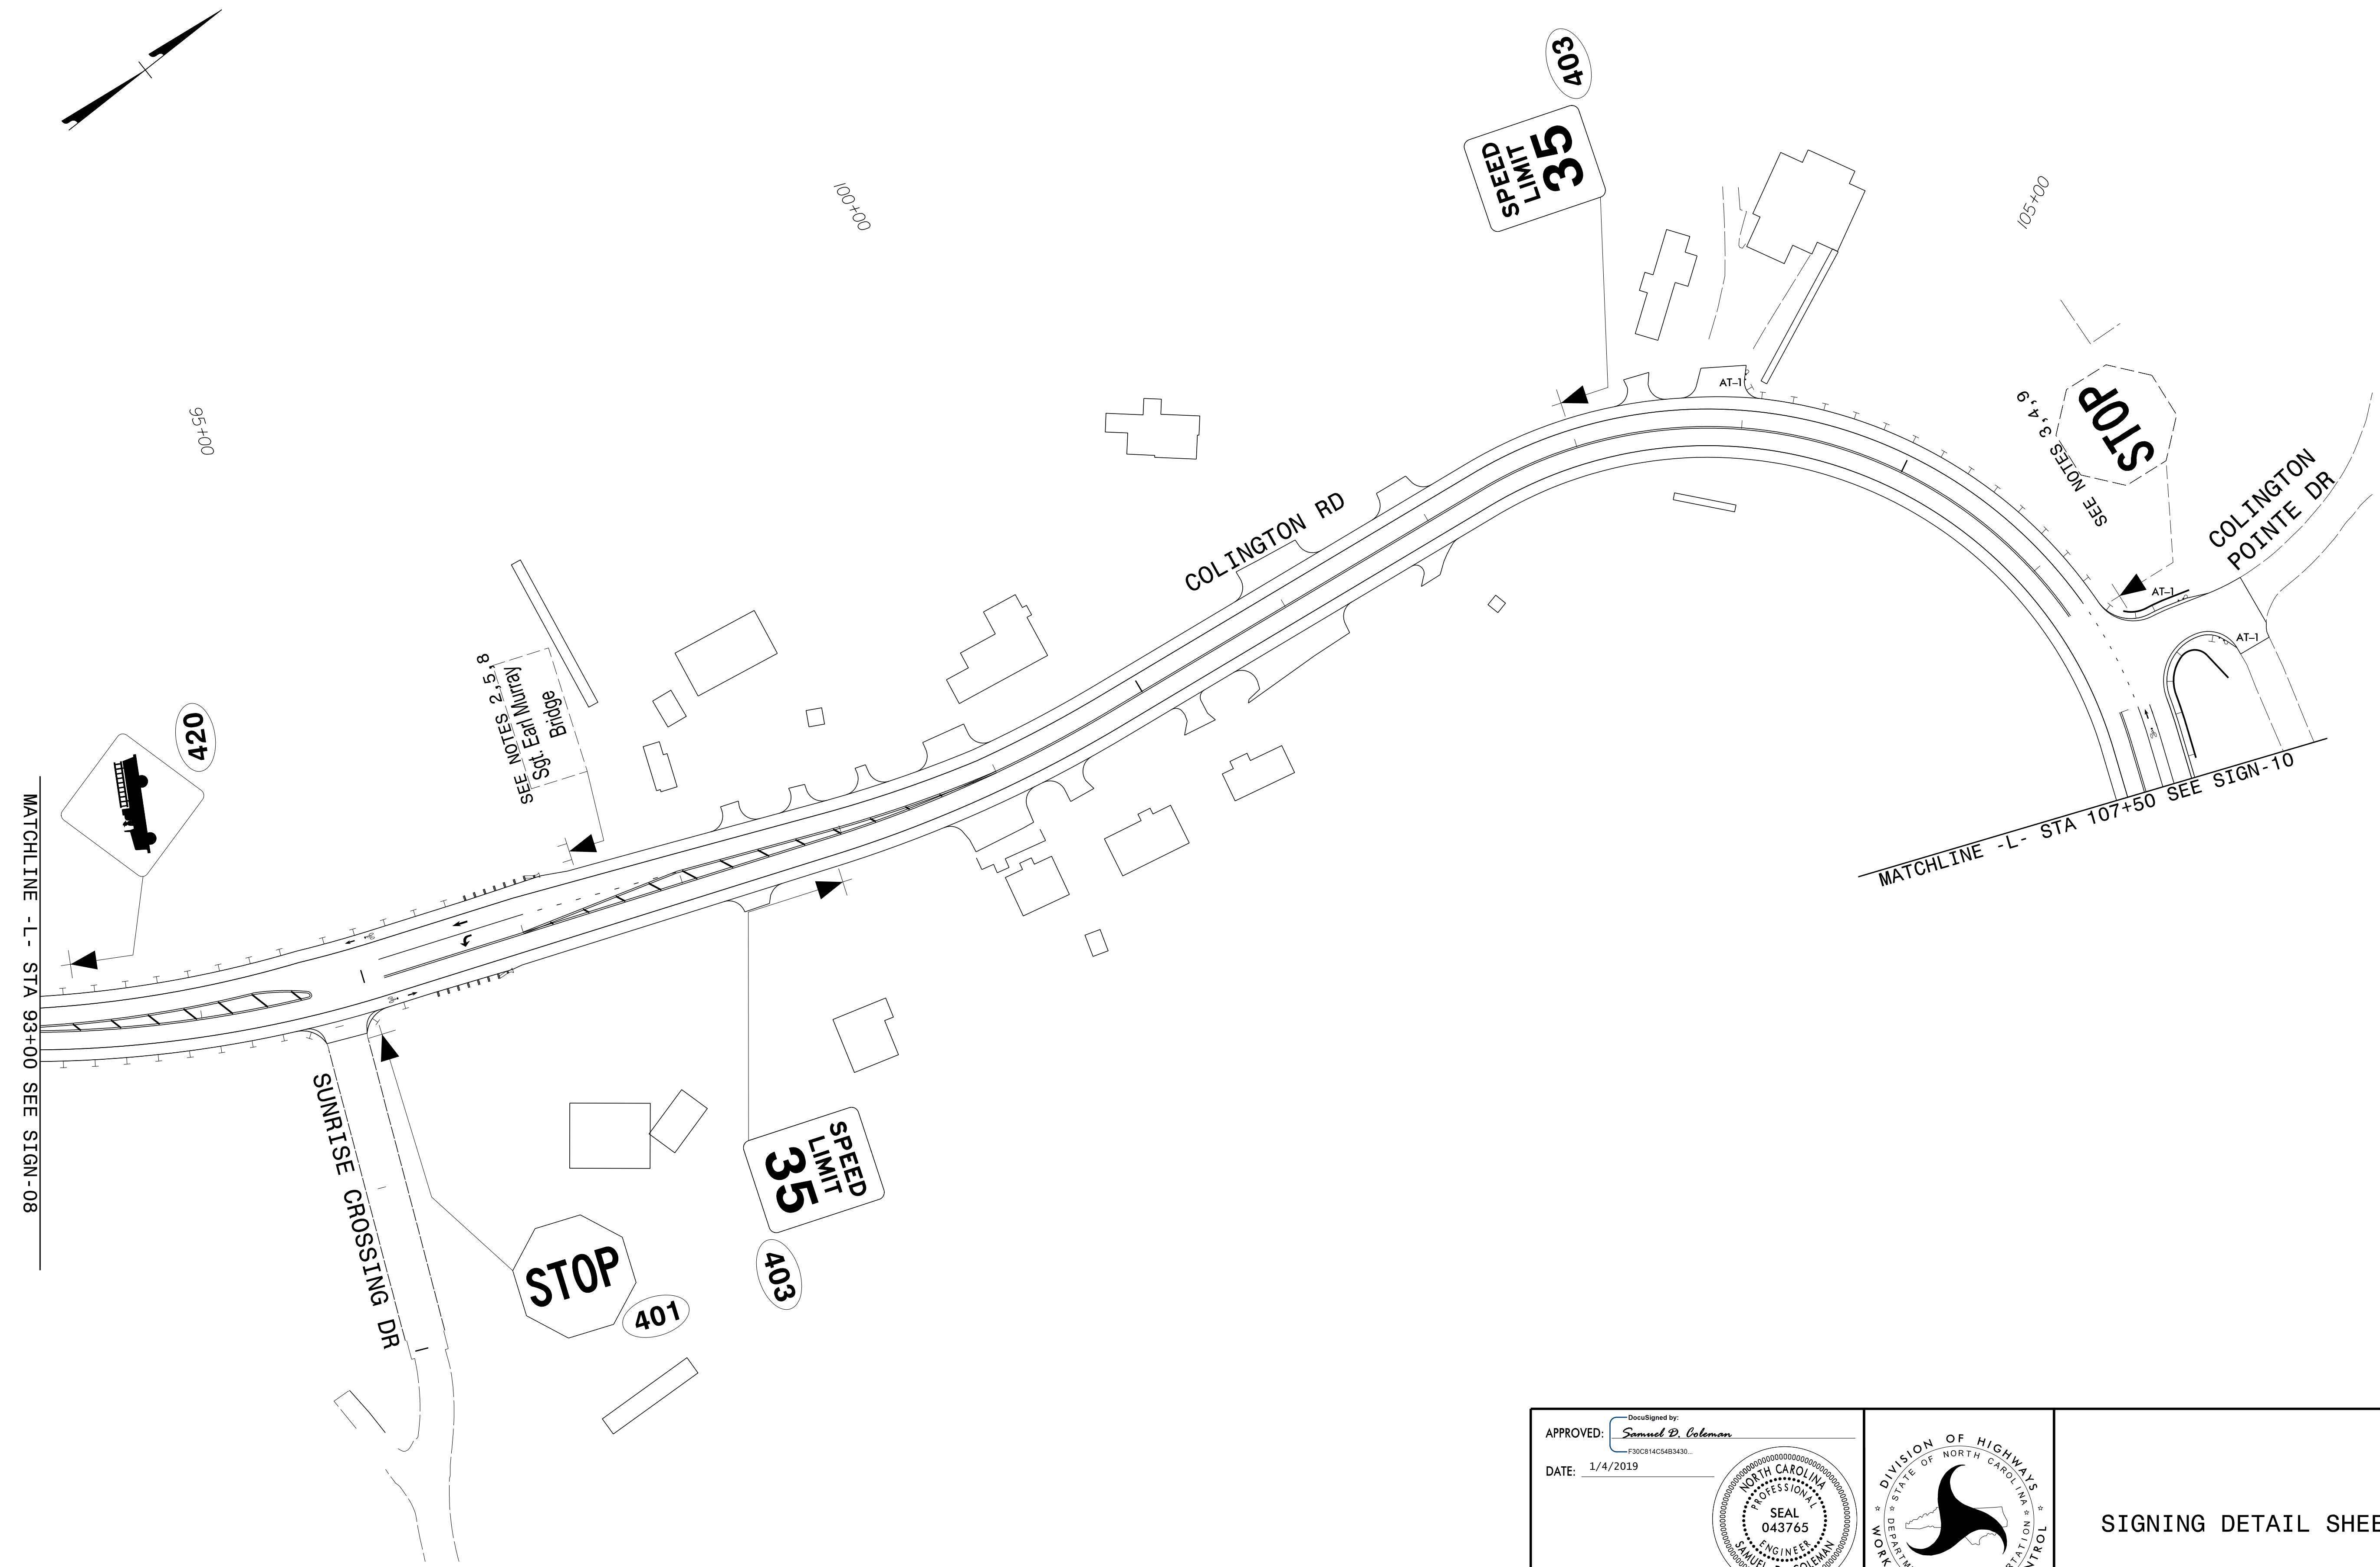 403
SPEED
LIMIT
35
100+00
105+00
95+00
AT-1
SEE NOTES 3,4,9
STOP
COLINGTON
POINTE DR
COLINGTON RD
AT-1
AT-1
SEE NOTES 2,5,8
Sgt. Earl Murray
Bridge
420
MATCHLINE -L- STA 93+00 SEE SIGN-08
MATCHLINE -L- STA 107+50 SEE SIGN-10
SUNRISE CROSSING DR
SPEED
LIMIT
35
403
STOP
401
APPROVED:
DocuSigned by:
Samuel D. Coleman
F30C814C54B3430...
DATE: 1/4/2019
NORTH CAROLINA
PROFESSIONAL
SEAL
043765
ENGINEER
SAMUEL D. COLEMAN
DIVISION OF HIGHWAYS
STATE OF NORTH CAROLINA
SIGNING DETAIL SHEE